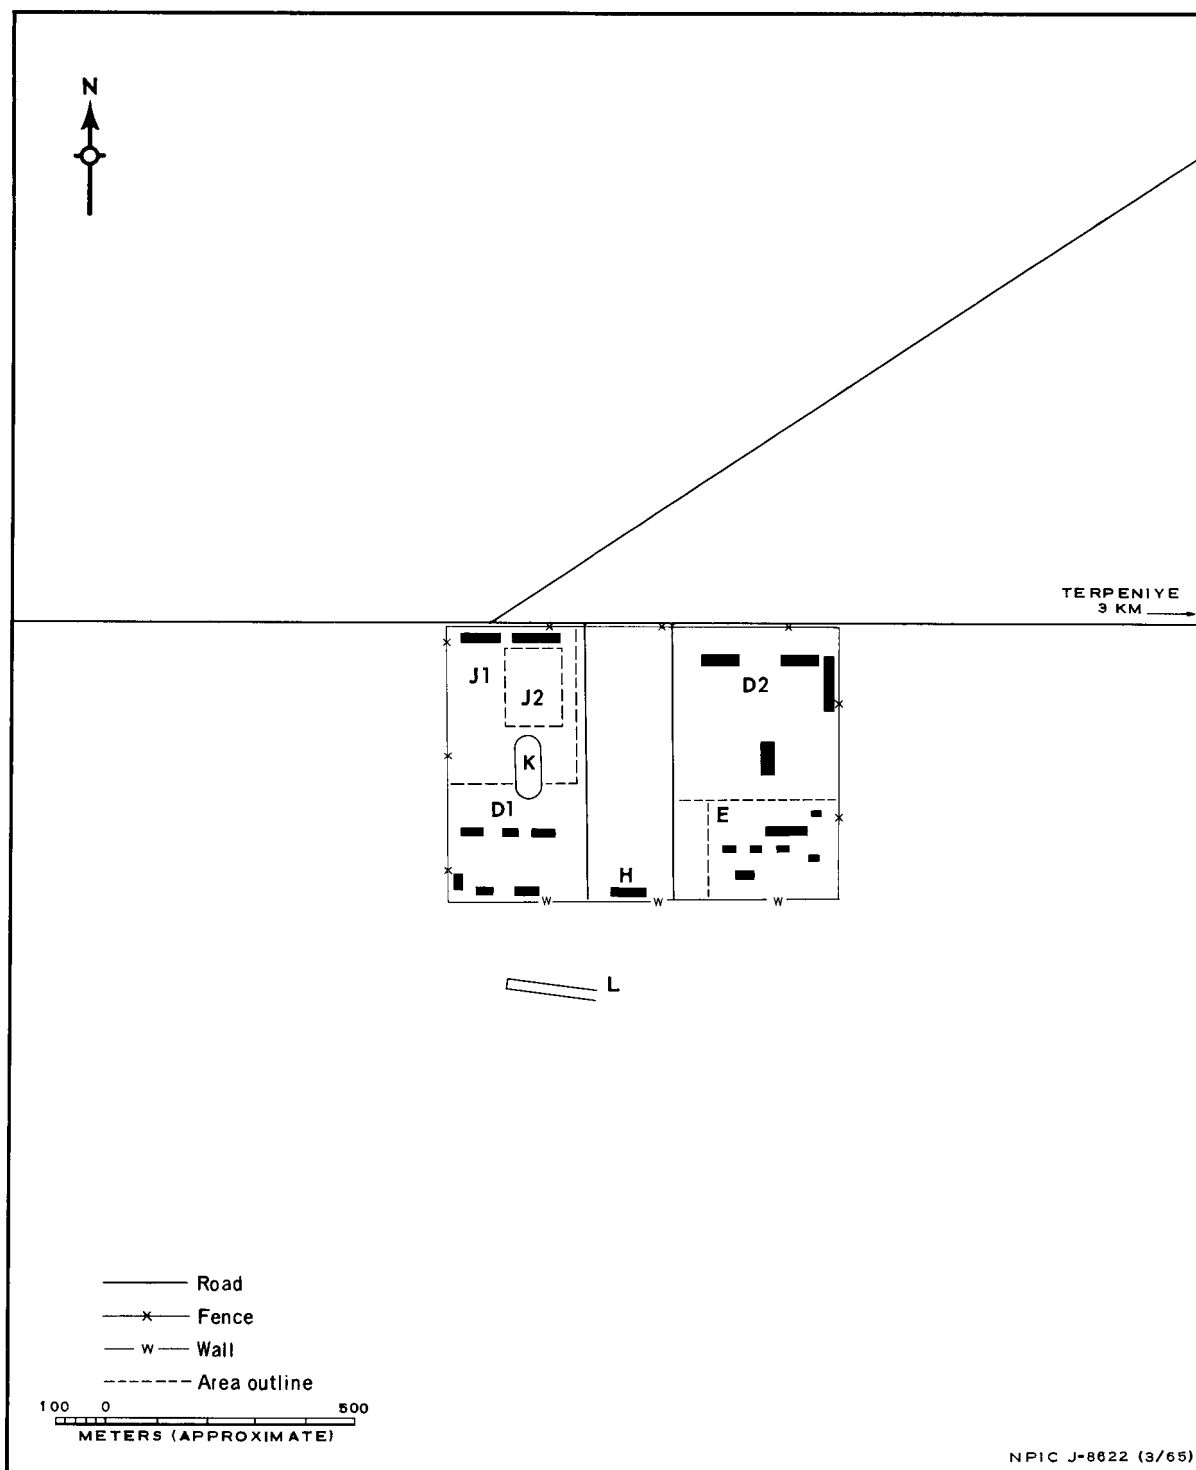 N
TERPENIYE
3 KM
J1
J2
D2
K
D1
E
H
W W W
L
Road
x Fence
W Wall
Area outline
100 0 500
METERS (APPROXIMATE)
NPIC J-8622 (3/65)